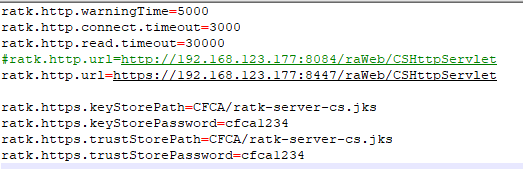 ratk.http.warningTime=5000
ratk.http.connect.timeout=3000
ratk.http.read.timeout=30000
#ratk.http.url=http://192.168.123.177:8084/raWeb/CSHttpServlet
ratk.http.url=https://192.168.123.177:8447/raWeb/CSHttpServlet
ratk.https.keyStorePath=CFCA/ratk-server-cs.jks
ratk.https.keyStorePassword=cfca1234
ratk.https.trustStorePath=CFCA/ratk-server-cs.jks
ratk.https.trustStorePassword=cfca1234